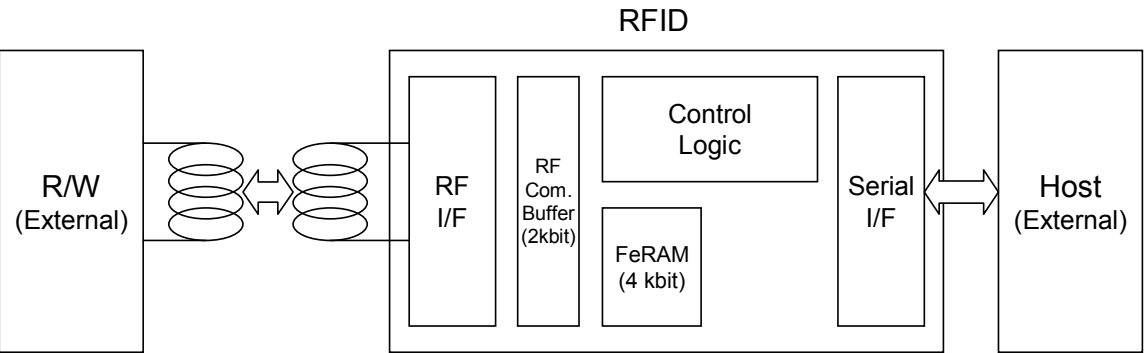 RFID
R/W
(External)
RF
I/F
RF
Com.
Buffer
(2kbit)
Control
Logic
FeRAM
(4 kbit)
Serial
I/F
Host
(External)